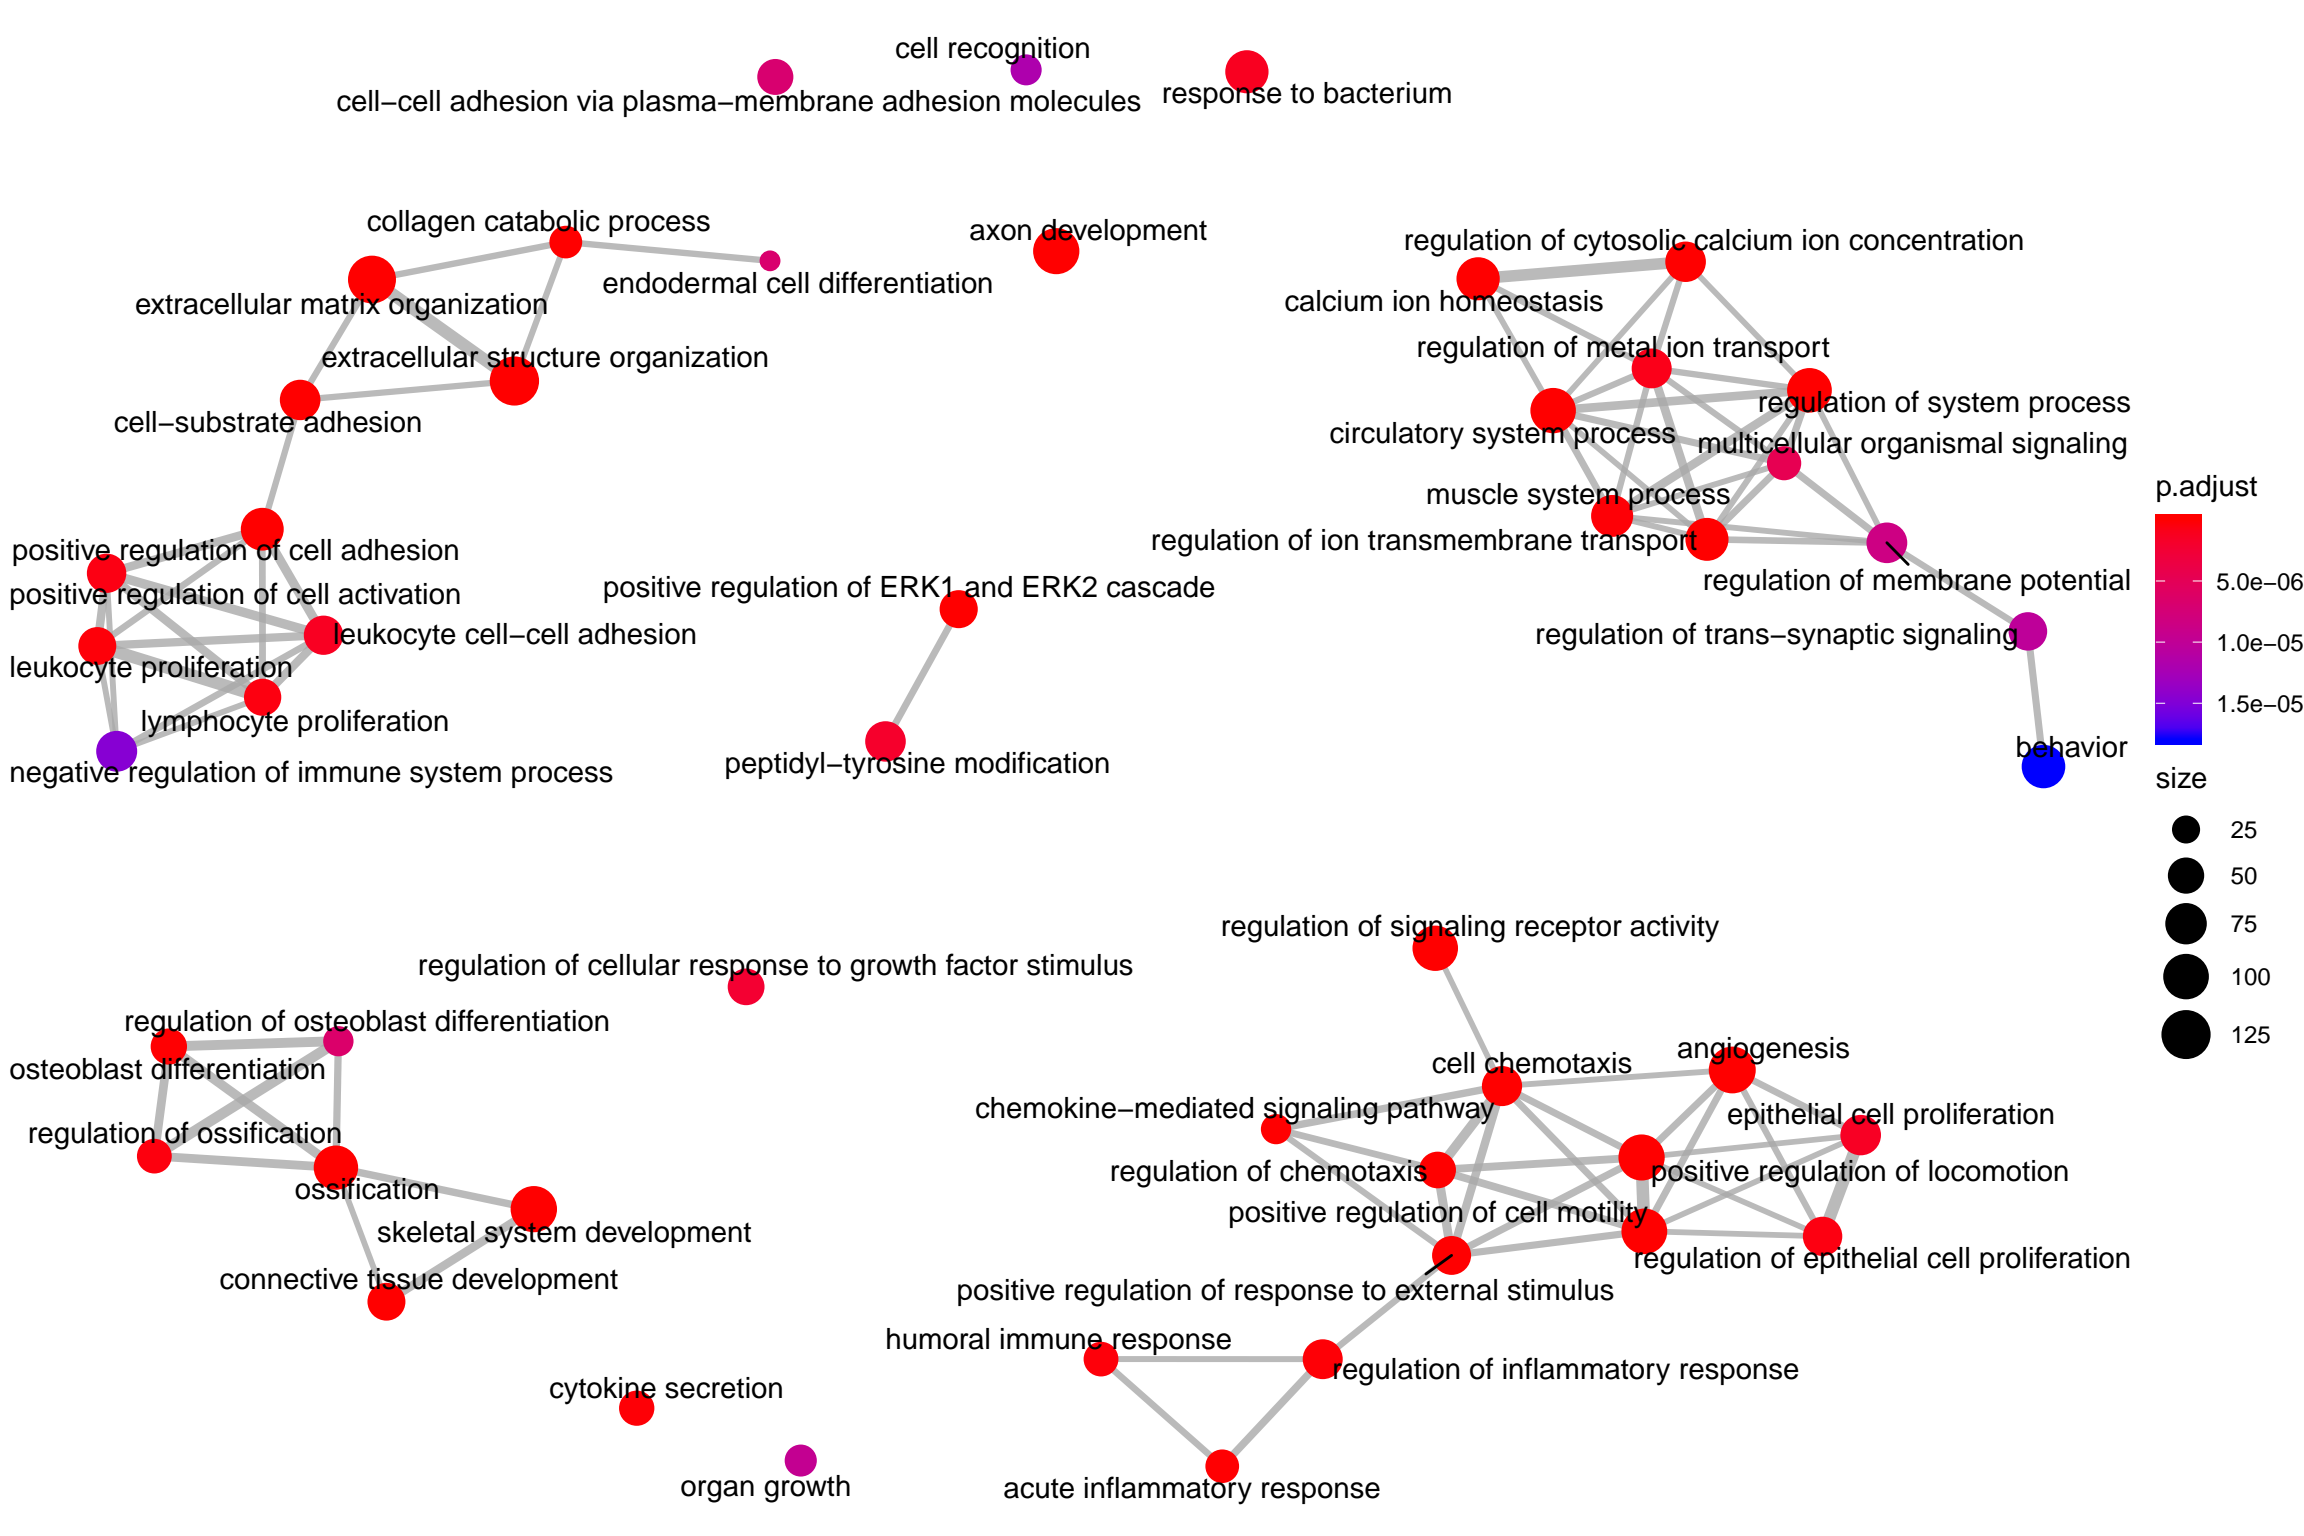 cell recognition
cell−cell adhesion via plasma−membrane adhesion molecules
response to bacterium
collagen catabolic process
axon development
endodermal cell differentiation
extracellular matrix organization
extracellular structure organization
cell−substrate adhesion
regulation of cytosolic calcium ion concentration
calcium ion homeostasis
regulation of metal ion transport
regulation of system process
circulatory system process
multicellular organismal signaling
muscle system process
regulation of ion transmembrane transport
regulation of membrane potential
regulation of trans−synaptic signaling
behavior
positive regulation of cell adhesion
positive regulation of cell activation
leukocyte cell−cell adhesion
leukocyte proliferation
lymphocyte proliferation
negative regulation of immune system process
positive regulation of ERK1 and ERK2 cascade
peptidyl−tyrosine modification
p.adjust
5.0e−06
1.0e−05
1.5e−05
size
25
50
75
100
125
regulation of cellular response to growth factor stimulus
regulation of osteoblast differentiation
osteoblast differentiation
regulation of ossification
ossification
skeletal system development
connective tissue development
cytokine secretion
organ growth
regulation of signaling receptor activity
cell chemotaxis
angiogenesis
chemokine−mediated signaling pathway
epithelial cell proliferation
regulation of chemotaxis
positive regulation of locomotion
positive regulation of cell motility
regulation of epithelial cell proliferation
positive regulation of response to external stimulus
humoral immune response
regulation of inflammatory response
acute inflammatory response